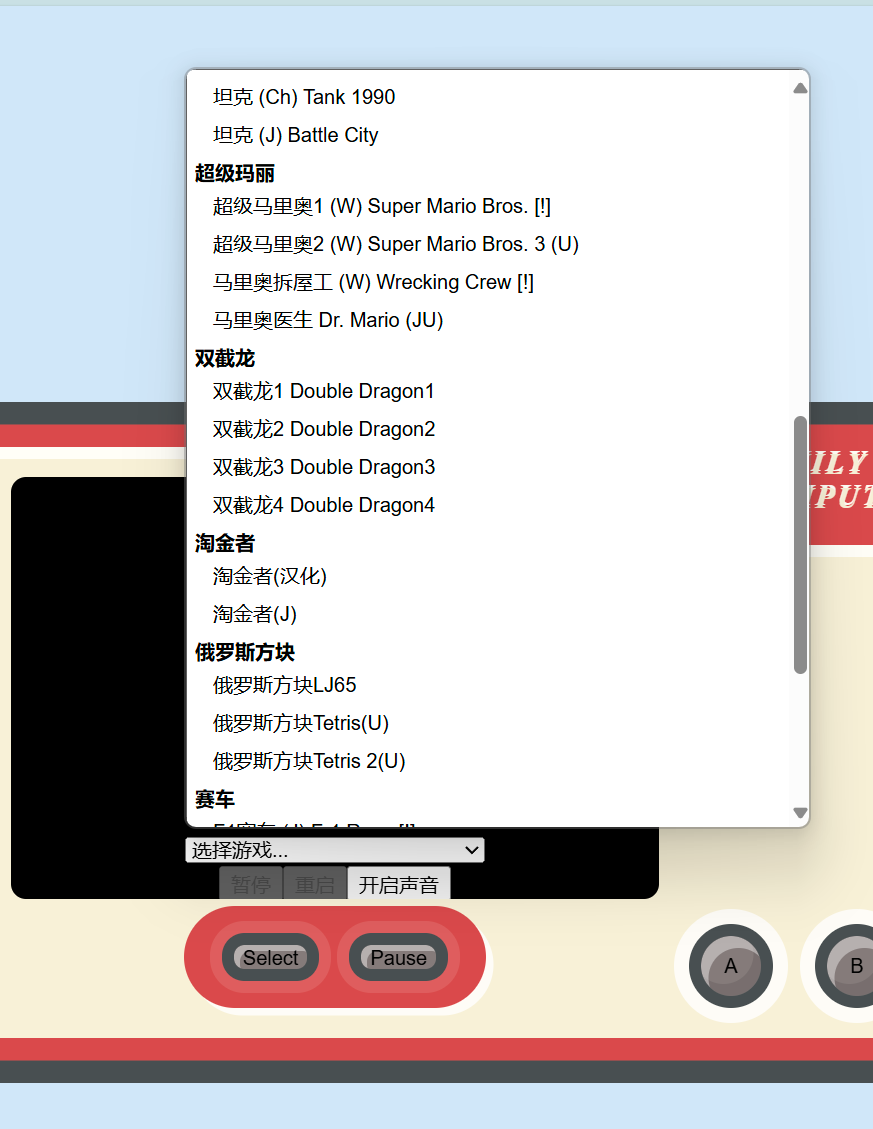 坦克 (Ch) Tank 1990
坦克 (J) Battle City
超级玛丽
超级马里奥1 (W) Super Mario Bros. [!]
超级马里奥2 (W) Super Mario Bros. 3 (U)
马里奥拆屋工 (W) Wrecking Crew [!]
马里奥医生 Dr. Mario (JU)
双截龙
双截龙1 Double Dragon1
双截龙2 Double Dragon2
双截龙3 Double Dragon3
双截龙4 Double Dragon4
淘金者
淘金者(汉化)
淘金者(J)
俄罗斯方块
俄罗斯方块LJ65
俄罗斯方块Tetris(U)
俄罗斯方块Tetris 2(U)
赛车
ILY
PUT
选择游戏...
暂停 重启 开启声音
Select Pause
A B